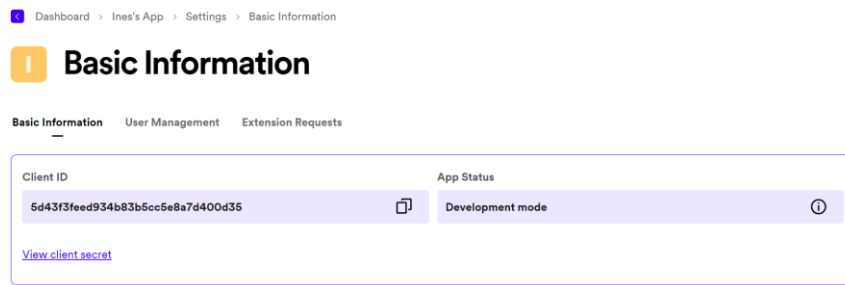 Dashboard > Ines's App > Settings > Basic Information
I Basic Information
Basic Information User Management Extension Requests
Client ID App Status
5d43f3feed934b83b5cc5e8a7d400d35 Development mode
View client secret